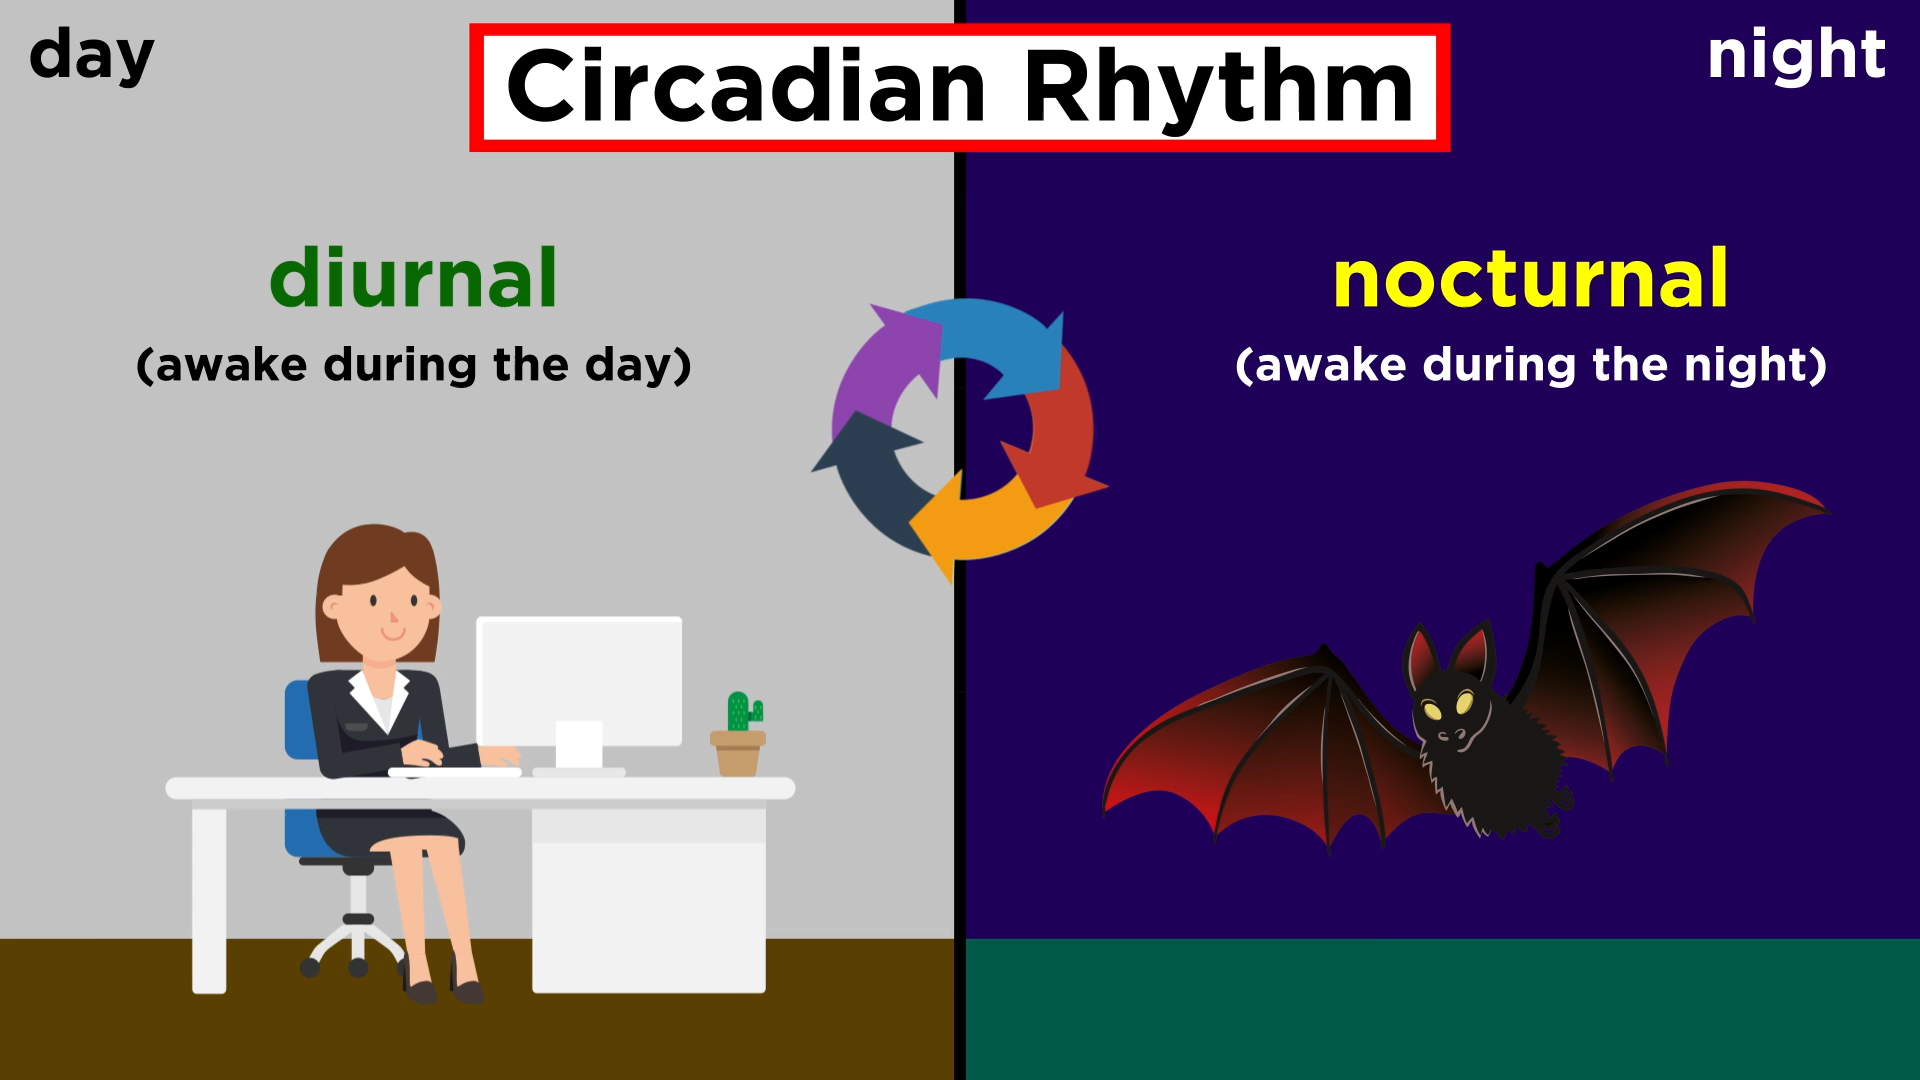 day
Circadian Rhythm
night
diurnal
(awake during the day)
nocturnal
(awake during the night)